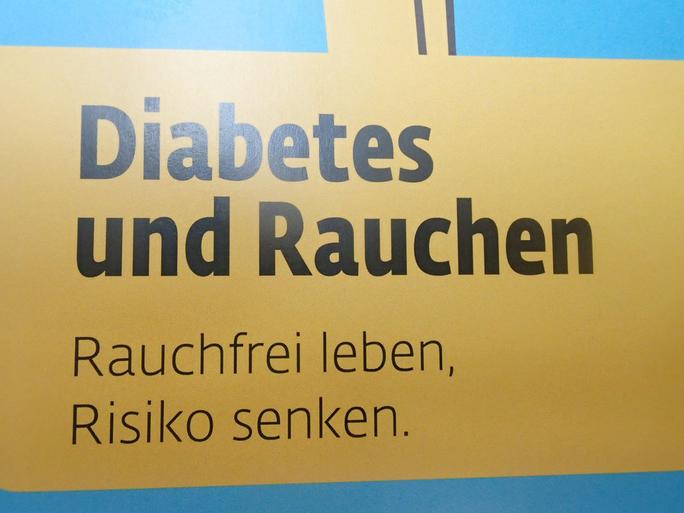 Diabetes
und Rauchen
Rauchfrei leben,
Risiko senken.